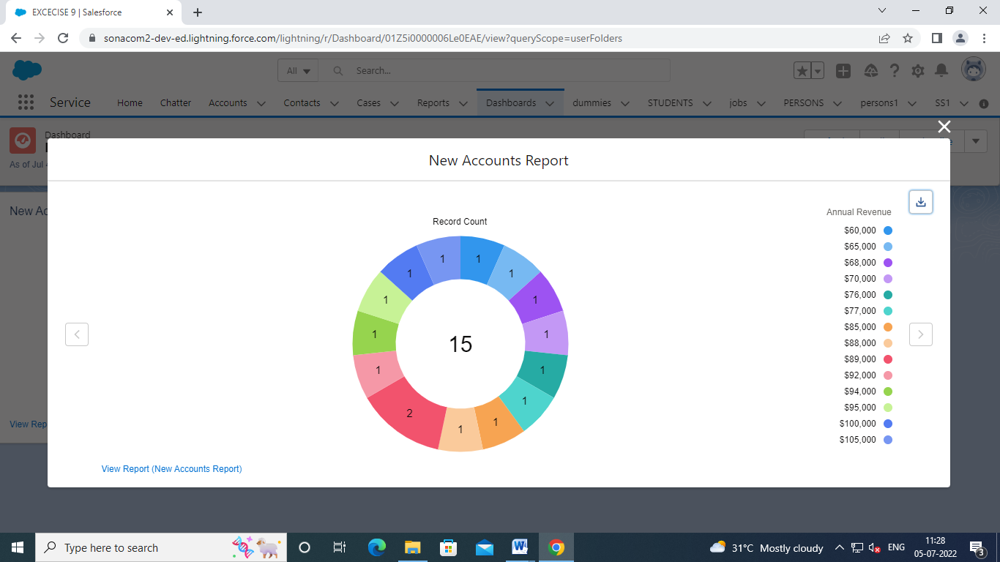 EXCECISE 9 | Salesforce
sonacom2-dev-ed.lightning.force.com/lightning/r/Dashboard/01Z5i0000006Le0EAE/view?queryScope=userFolders
All Search...
Service Home Chatter Accounts Contacts Cases Reports Dashboards dummies STUDENTS jobs PERSONS persons1 SS1
Dashboard
As of Jul
New Accounts Report
New Ac
Annual Revenue
Record Count
$60,000
$65,000
$68,000
$70,000
$76,000
$77,000
$85,000
$88,000
$89,000
$92,000
$94,000
$95,000
$100,000
$105,000
1 1
1 1
1 1
1 1
15
1 1
1
2 1
1
View Rep
View Report (New Accounts Report)
Type here to search
31°C Mostly cloudy
ENG
11:28
05-07-2022
3